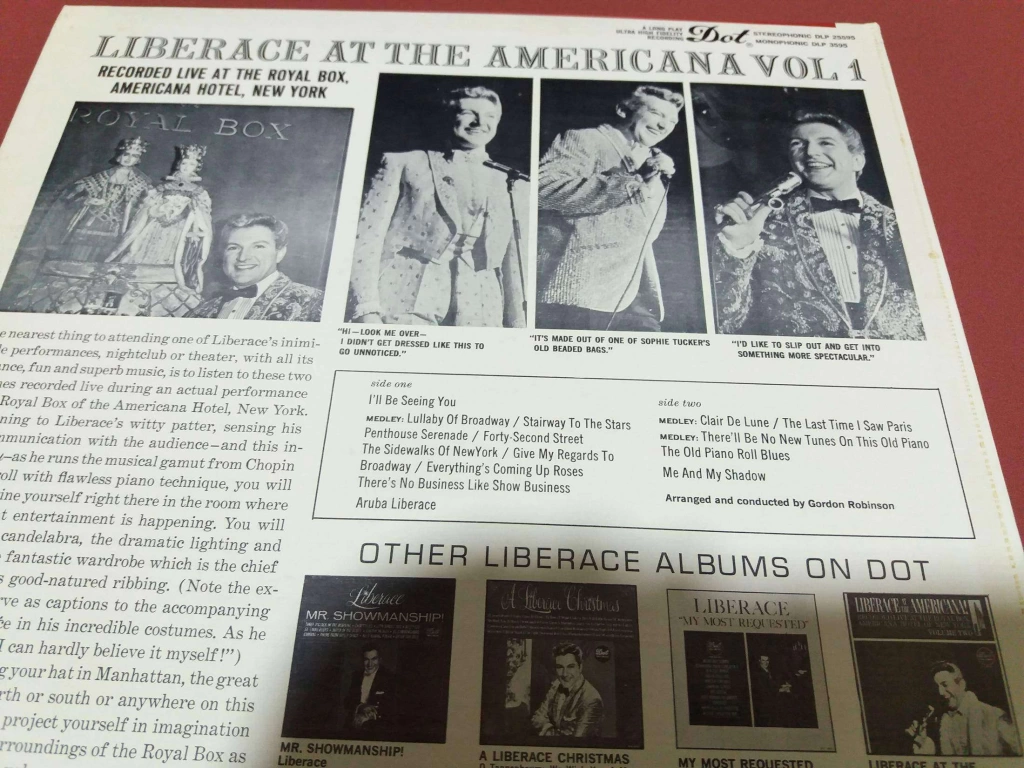 A LONG PLAY
ULTRA HIGH FIDELITY
RECORDING
Dot ®
STEREOPHONIC DLP 25595
MONOPHONIC DLP 3595
LIBERACE AT THE AMERICANA VOL 1
RECORDED LIVE AT THE ROYAL BOX,
AMERICANA HOTEL, NEW YORK
ROYAL BOX
"HI—LOOK ME OVER—
I DIDN'T GET DRESSED LIKE THIS TO
GO UNNOTICED."
"IT'S MADE OUT OF ONE OF SOPHIE TUCKER'S
OLD BEADED BAGS."
"I'D LIKE TO SLIP OUT AND GET INTO
SOMETHING MORE SPECTACULAR."
e nearest thing to attending one of Liberace's inimi-
le performances, nightclub or theater, with all its
ance, fun and superb music, is to listen to these two
es recorded live during an actual performance
Royal Box of the Americana Hotel, New York.
ning to Liberace's witty patter, sensing his
mmunication with the audience—and this in-
y—as he runs the musical gamut from Chopin
roll with flawless piano technique, you will
ine yourself right there in the room where
t entertainment is happening. You will
candelabra, the dramatic lighting and
fantastic wardrobe which is the chief
s good-natured ribbing. (Note the ex-
rve as captions to the accompanying
ce in his incredible costumes. As he
I can hardly believe it myself!")
g your hat in Manhattan, the great
rth or south or anywhere on this
project yourself in imagination
rroundings of the Royal Box as
side one
I'll Be Seeing You
MEDLEY: Lullaby Of Broadway / Stairway To The Stars
Penthouse Serenade / Forty-Second Street
The Sidewalks Of NewYork / Give My Regards To
Broadway / Everything's Coming Up Roses
There's No Business Like Show Business
Aruba Liberace
side two
MEDLEY: Clair De Lune / The Last Time I Saw Paris
MEDLEY: There'll Be No New Tunes On This Old Piano
The Old Piano Roll Blues
Me And My Shadow
Arranged and conducted by Gordon Robinson
OTHER LIBERACE ALBUMS ON DOT
Liberace
MR. SHOWMANSHIP!
A Liberace Christmas
LIBERACE
"MY MOST REQUESTED"
LIBERACE AT THE AMERICANA!
VOLUME TWO
MR. SHOWMANSHIP!
Liberace
A LIBERACE CHRISTMAS
MY MOST REQUESTED
LIBERACE AT THE